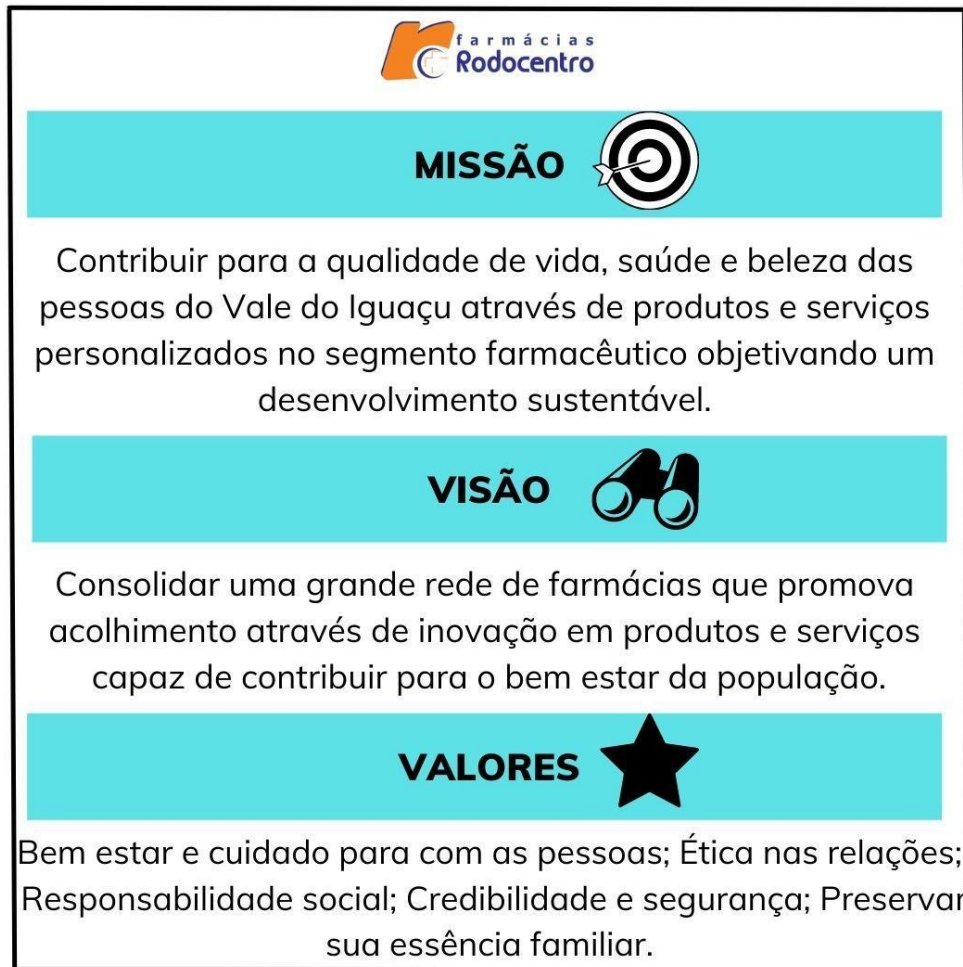 farmácias
Rodocentro
MISSÃO
Contribuir para a qualidade de vida, saúde e beleza das
pessoas do Vale do Iguaçu através de produtos e serviços
personalizados no segmento farmacêutico objetivando um
desenvolvimento sustentável.
VISÃO
Consolidar uma grande rede de farmácias que promova
acolhimento através de inovação em produtos e serviços
capaz de contribuir para o bem estar da população.
VALORES
Bem estar e cuidado para com as pessoas; Ética nas relações;
Responsabilidade social; Credibilidade e segurança; Preservar
sua essência familiar.